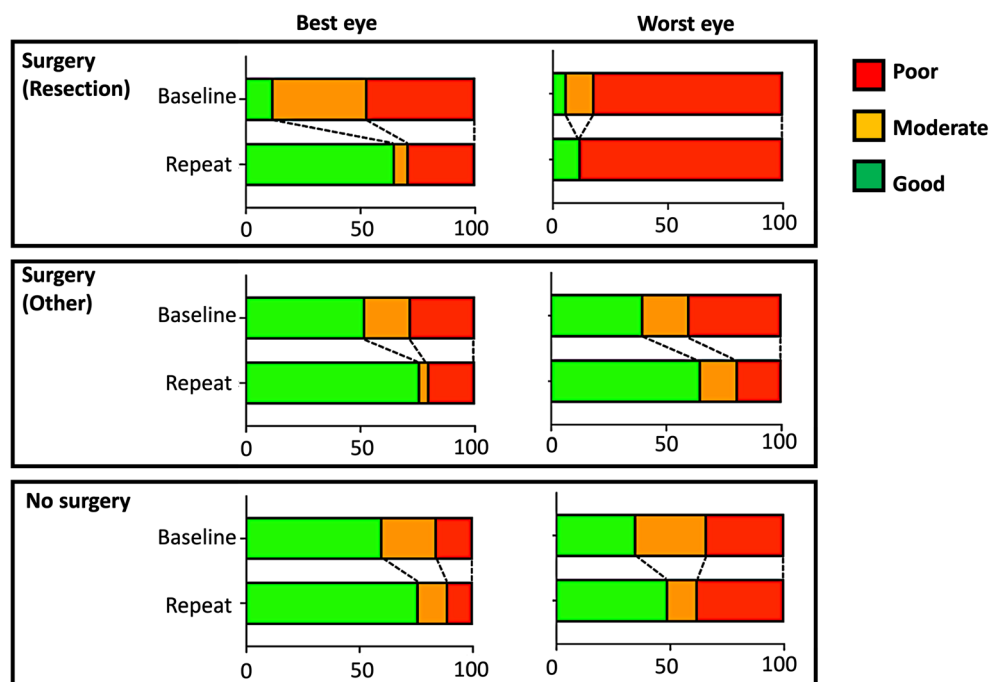 Best eye
Worst eye
Surgery
(Resection)
Baseline
Repeat
0 50 100
0 50 100
Poor
Moderate
Good
Surgery
(Other)
Baseline
Repeat
0 50 100
0 50 100
No surgery
Baseline
Repeat
0 50 100
0 50 100